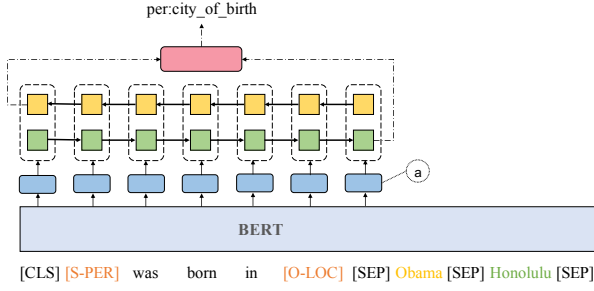 per:city_of_birth
a
BERT
[CLS] [S-PER] was born in [O-LOC] [SEP] Obama [SEP] Honolulu [SEP]